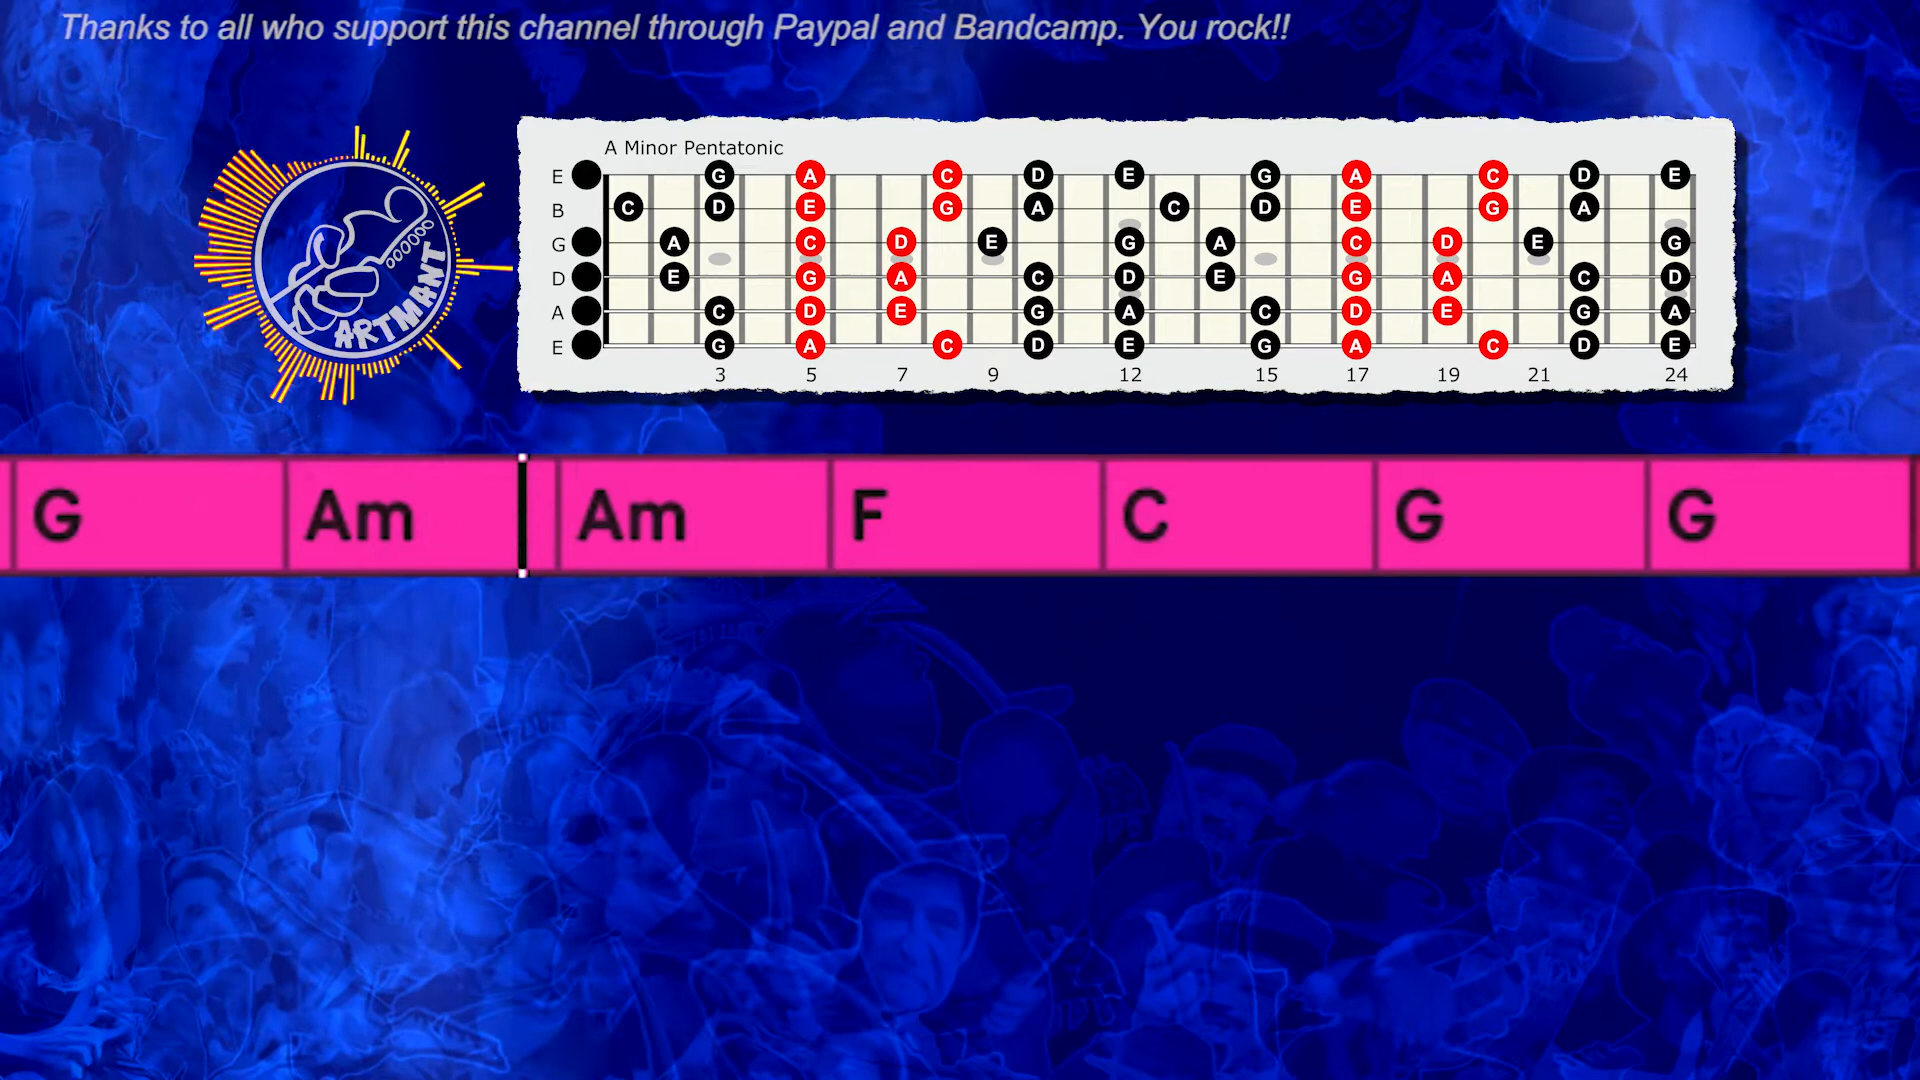 Thanks to all who support this channel through Paypal and Bandcamp. You rock!!
A Minor Pentatonic
E G A C D E G A C D E
B C D E G A C D E G A
G A C D E G A C D E G
D E G A C D E G A C D
A C D E G A C D E G A
E G A C D E G A C D E
3 5 7 9 12 15 17 19 21 24
ARTMANT
G Am Am F C G G